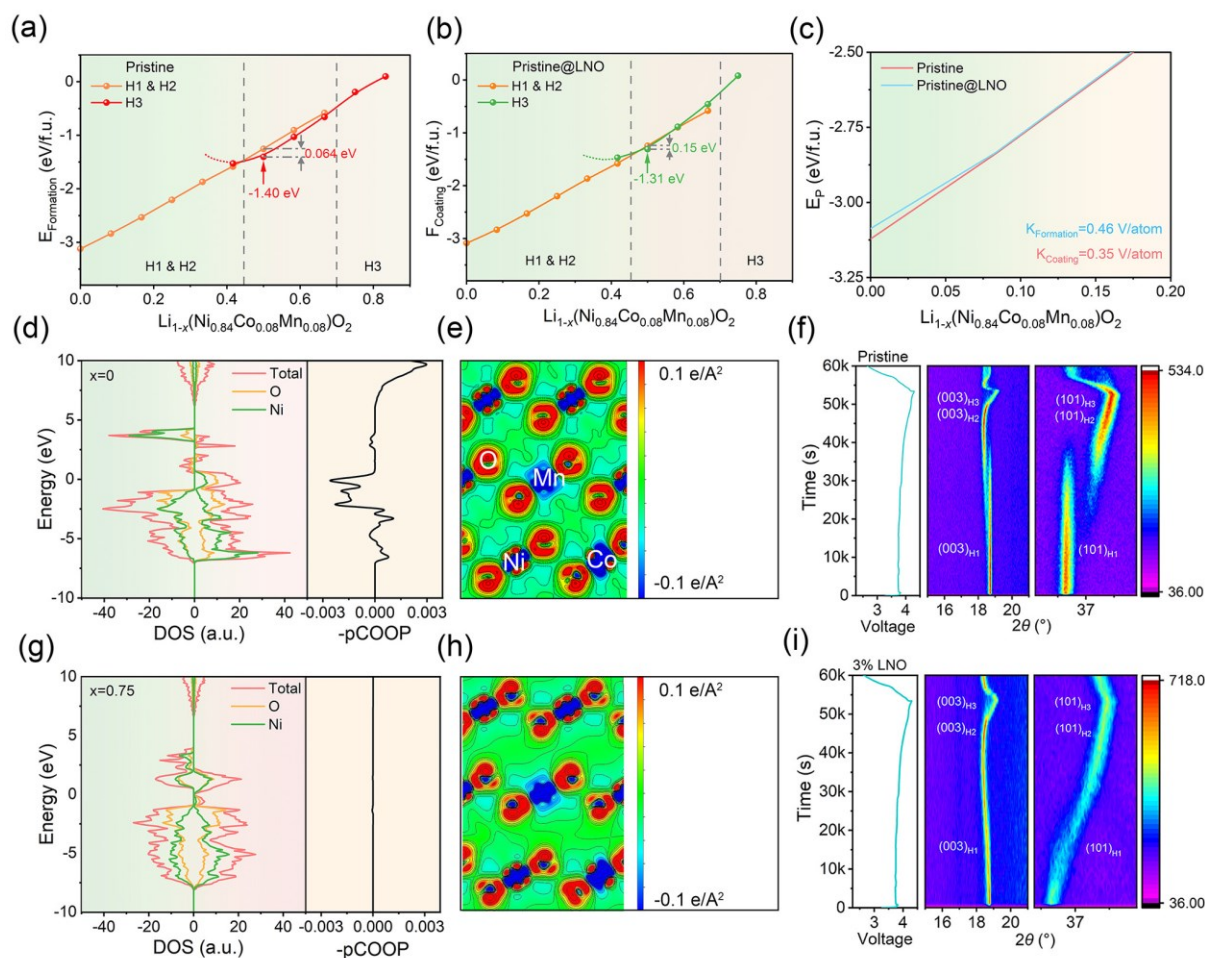 (a)
Pristine
H1 & H2
H3
0.064 eV
-1.40 eV
H1 & H2
H3
E_Formation (eV/f.u.)
0
-1
-2
-3
0.0 0.2 0.4 0.6 0.8
Li1-x(Ni0.84Co0.08Mn0.08)O2
(b)
Pristine@LNO
H1 & H2
H3
0.15 eV
-1.31 eV
H1 & H2
H3
F_Coating (eV/f.u.)
0
-1
-2
-3
0.0 0.2 0.4 0.6 0.8
Li1-x(Ni0.84Co0.08Mn0.08)O2
(c)
Pristine
Pristine@LNO
K_Formation=0.46 V/atom
K_Coating=0.35 V/atom
E_P (eV/f.u.)
-2.50
-2.75
-3.00
-3.25
0.00 0.05 0.10 0.15 0.20
Li1-x(Ni0.84Co0.08Mn0.08)O2
(d)
x=0
Total
O
Ni
Energy (eV)
10
5
0
-5
-10
-40 -20 0 20 40
-0.003 0.000 0.003
DOS (a.u.)
-pCOOP
(e)
O
Mn
Ni
Co
0.1 e/A2
-0.1 e/A2
(f)
Pristine
Time (s)
60k
50k
40k
30k
20k
10k
0
3 4
Voltage
(003)H3
(003)H2
(003)H1
16 18 20
(101)H3
(101)H2
(101)H1
37
2θ (°)
534.0
36.00
(g)
x=0.75
Total
O
Ni
Energy (eV)
10
5
0
-5
10
-40 -20 0 20 40
-0.003 0.000 0.003
DOS (a.u.)
-pCOOP
(h)
0.1 e/A2
-0.1 e/A2
(i)
3% LNO
Time (s)
60k
50k
40k
30k
20k
10k
0
3 4
Voltage
(003)H3
(003)H2
(003)H1
16 18 20
(101)H3
(101)H2
(101)H1
37
2θ (°)
718.0
36.00